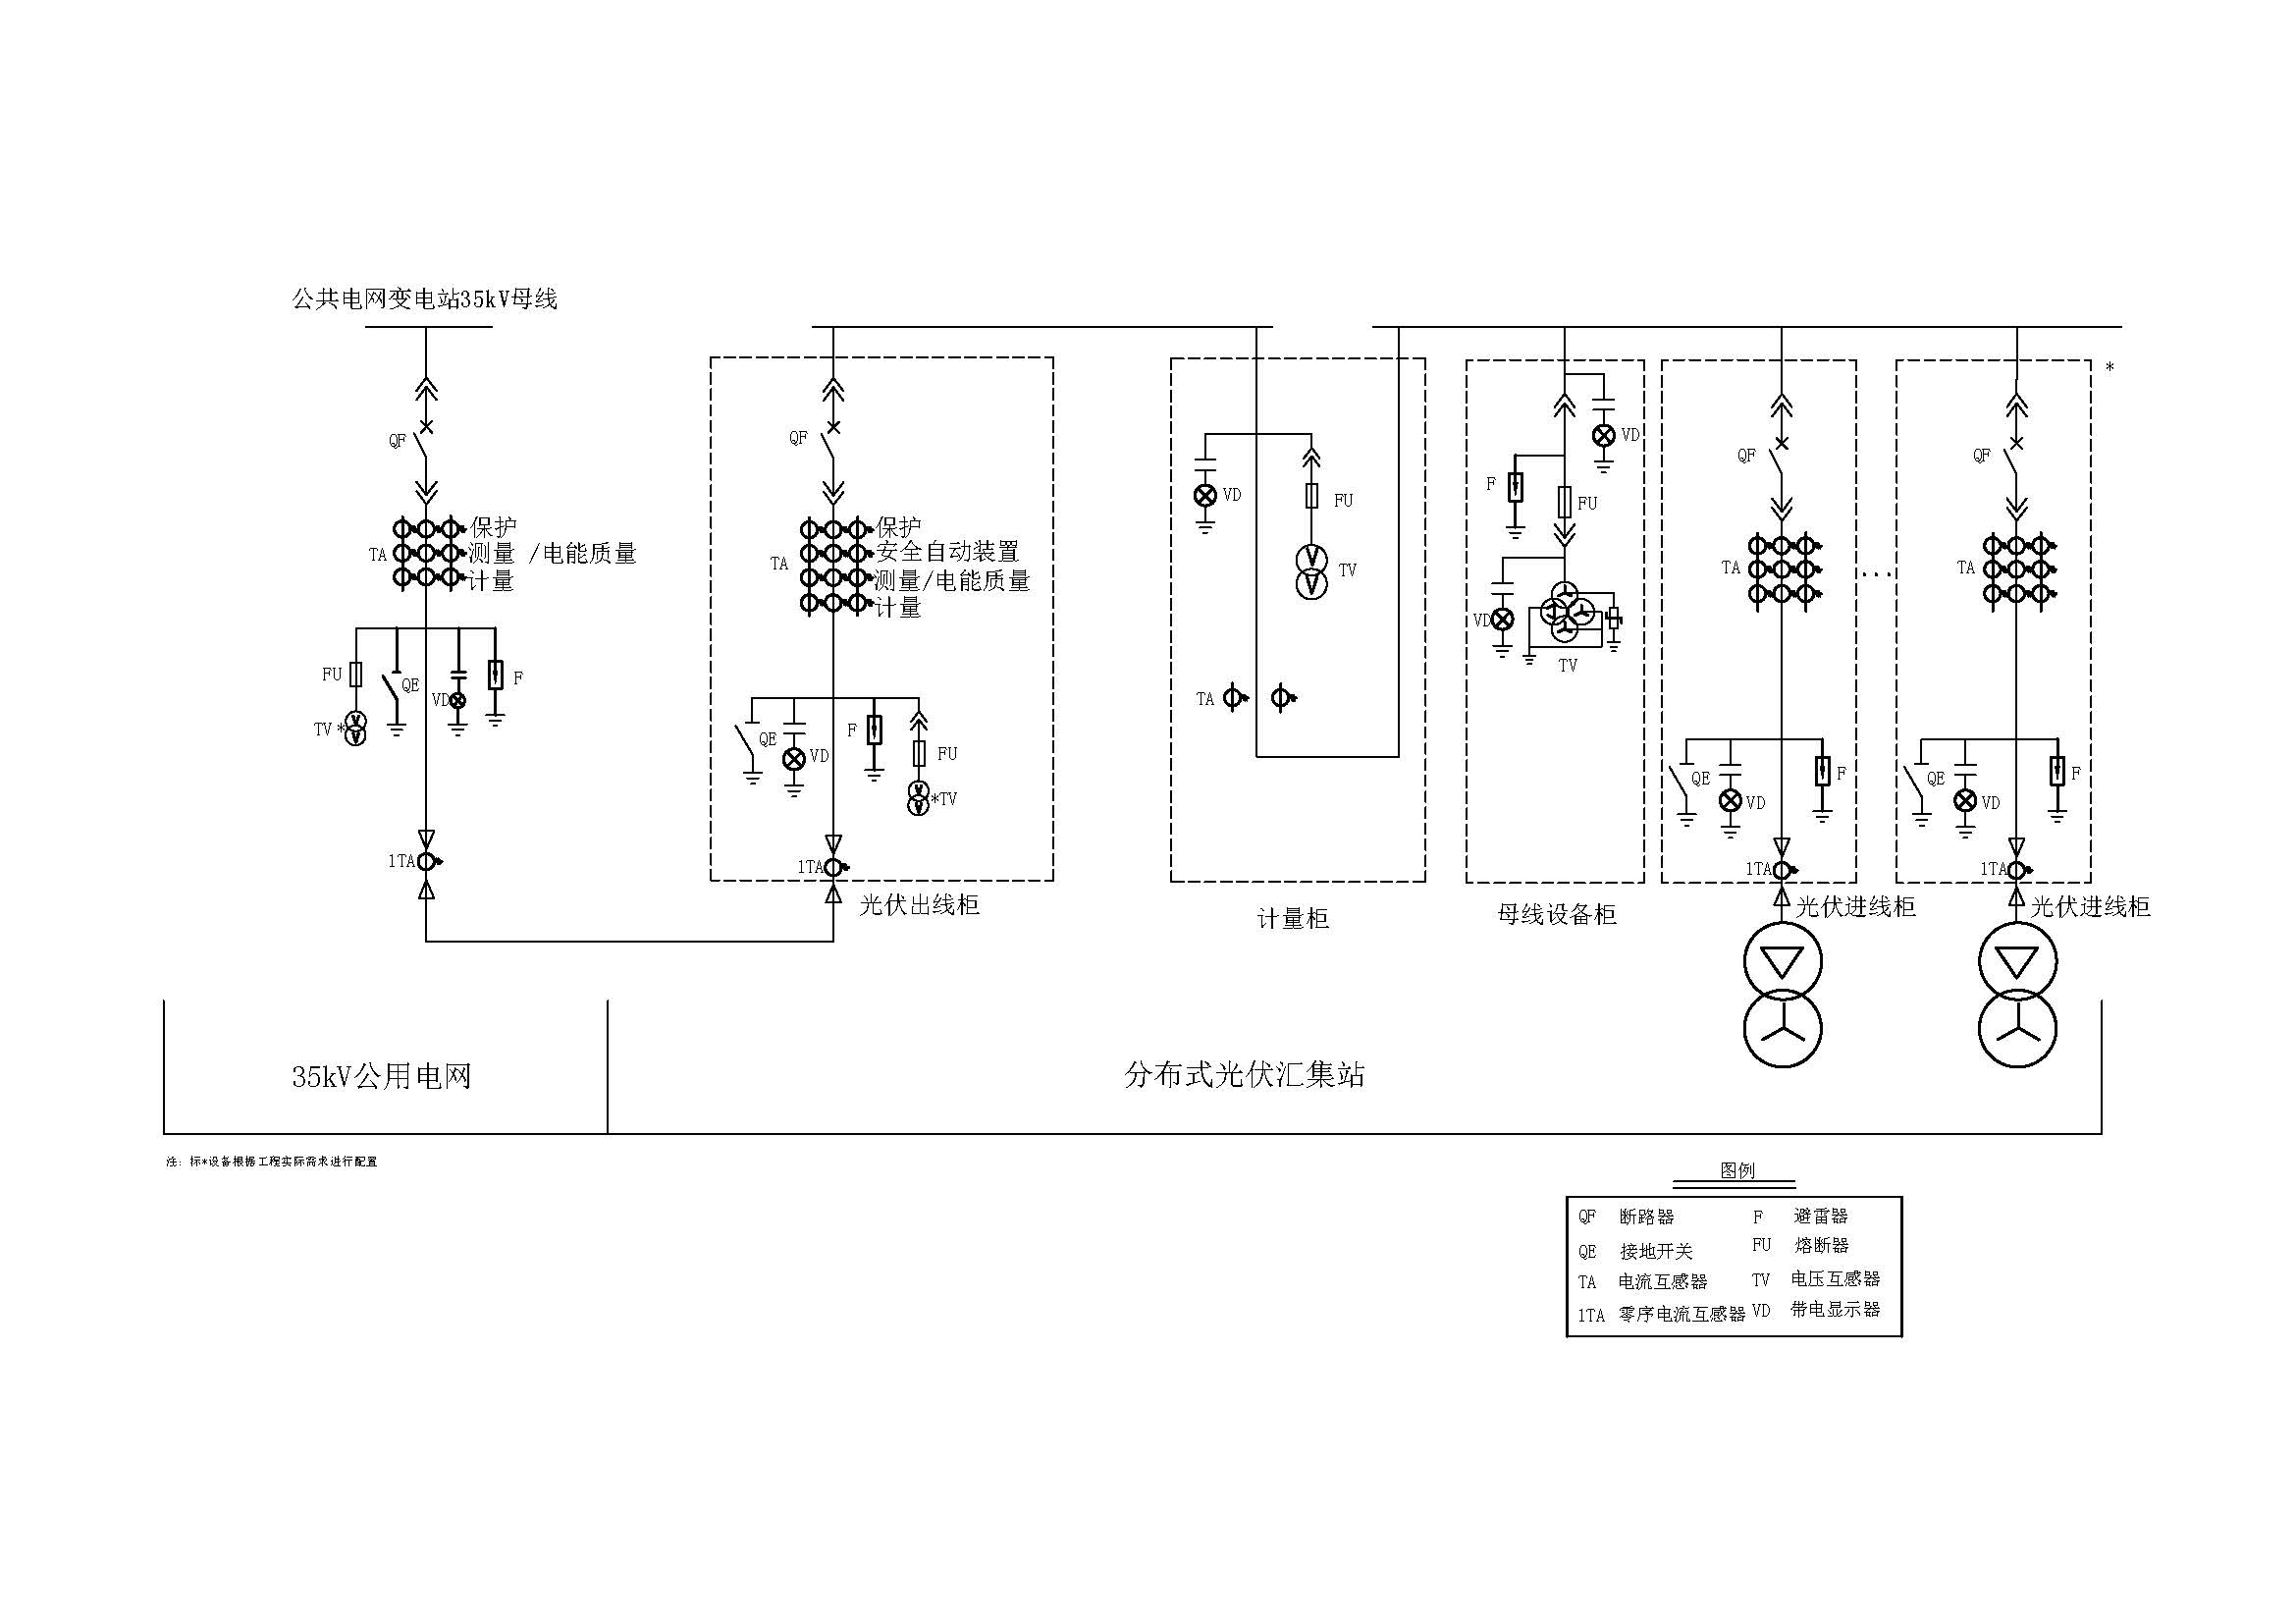 公共电网变电站35kV母线
QF
TA
保护
测量 /电能质量
计量
FU
TV *
QE
VD
F
1TA
QF
TA
保护
安全自动装置
测量/电能质量
计量
QE
VD
F
FU
*TV
1TA
光伏出线柜
VD
FU
TV
TA
计量柜
VD
F
FU
VD
TV
母线设备柜
QF
TA
QE
VD
F
1TA
光伏进线柜
...
*
QF
TA
QE
VD
F
1TA
光伏进线柜
35kV公用电网
分布式光伏汇集站
注：标*设备根据工程实际需求进行配置
图例
QF 断路器 F 避雷器
QE 接地开关 FU 熔断器
TA 电流互感器 TV 电压互感器
1TA 零序电流互感器 VD 带电显示器